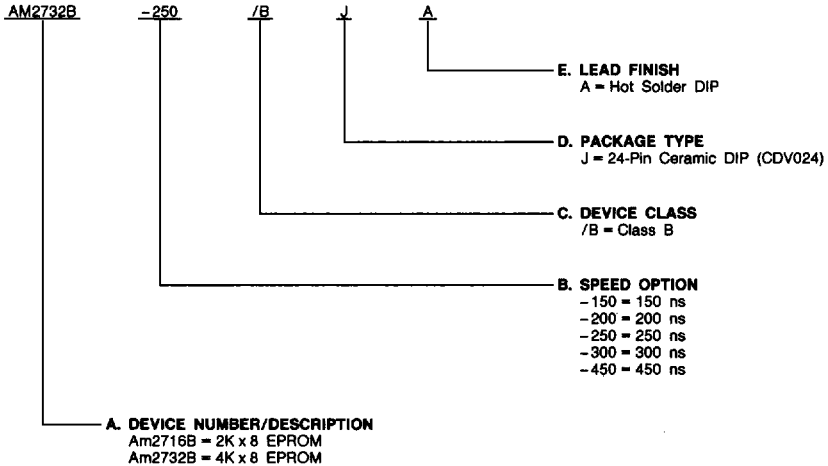 AM2732B -250 /B J A
E. LEAD FINISH
A = Hot Solder DIP
D. PACKAGE TYPE
J = 24-Pin Ceramic DIP (CDV024)
C. DEVICE CLASS
/B = Class B
B. SPEED OPTION
-150 = 150 ns
-200 = 200 ns
-250 = 250 ns
-300 = 300 ns
-450 = 450 ns
A. DEVICE NUMBER/DESCRIPTION
Am2716B = 2K x 8 EPROM
Am2732B = 4K x 8 EPROM